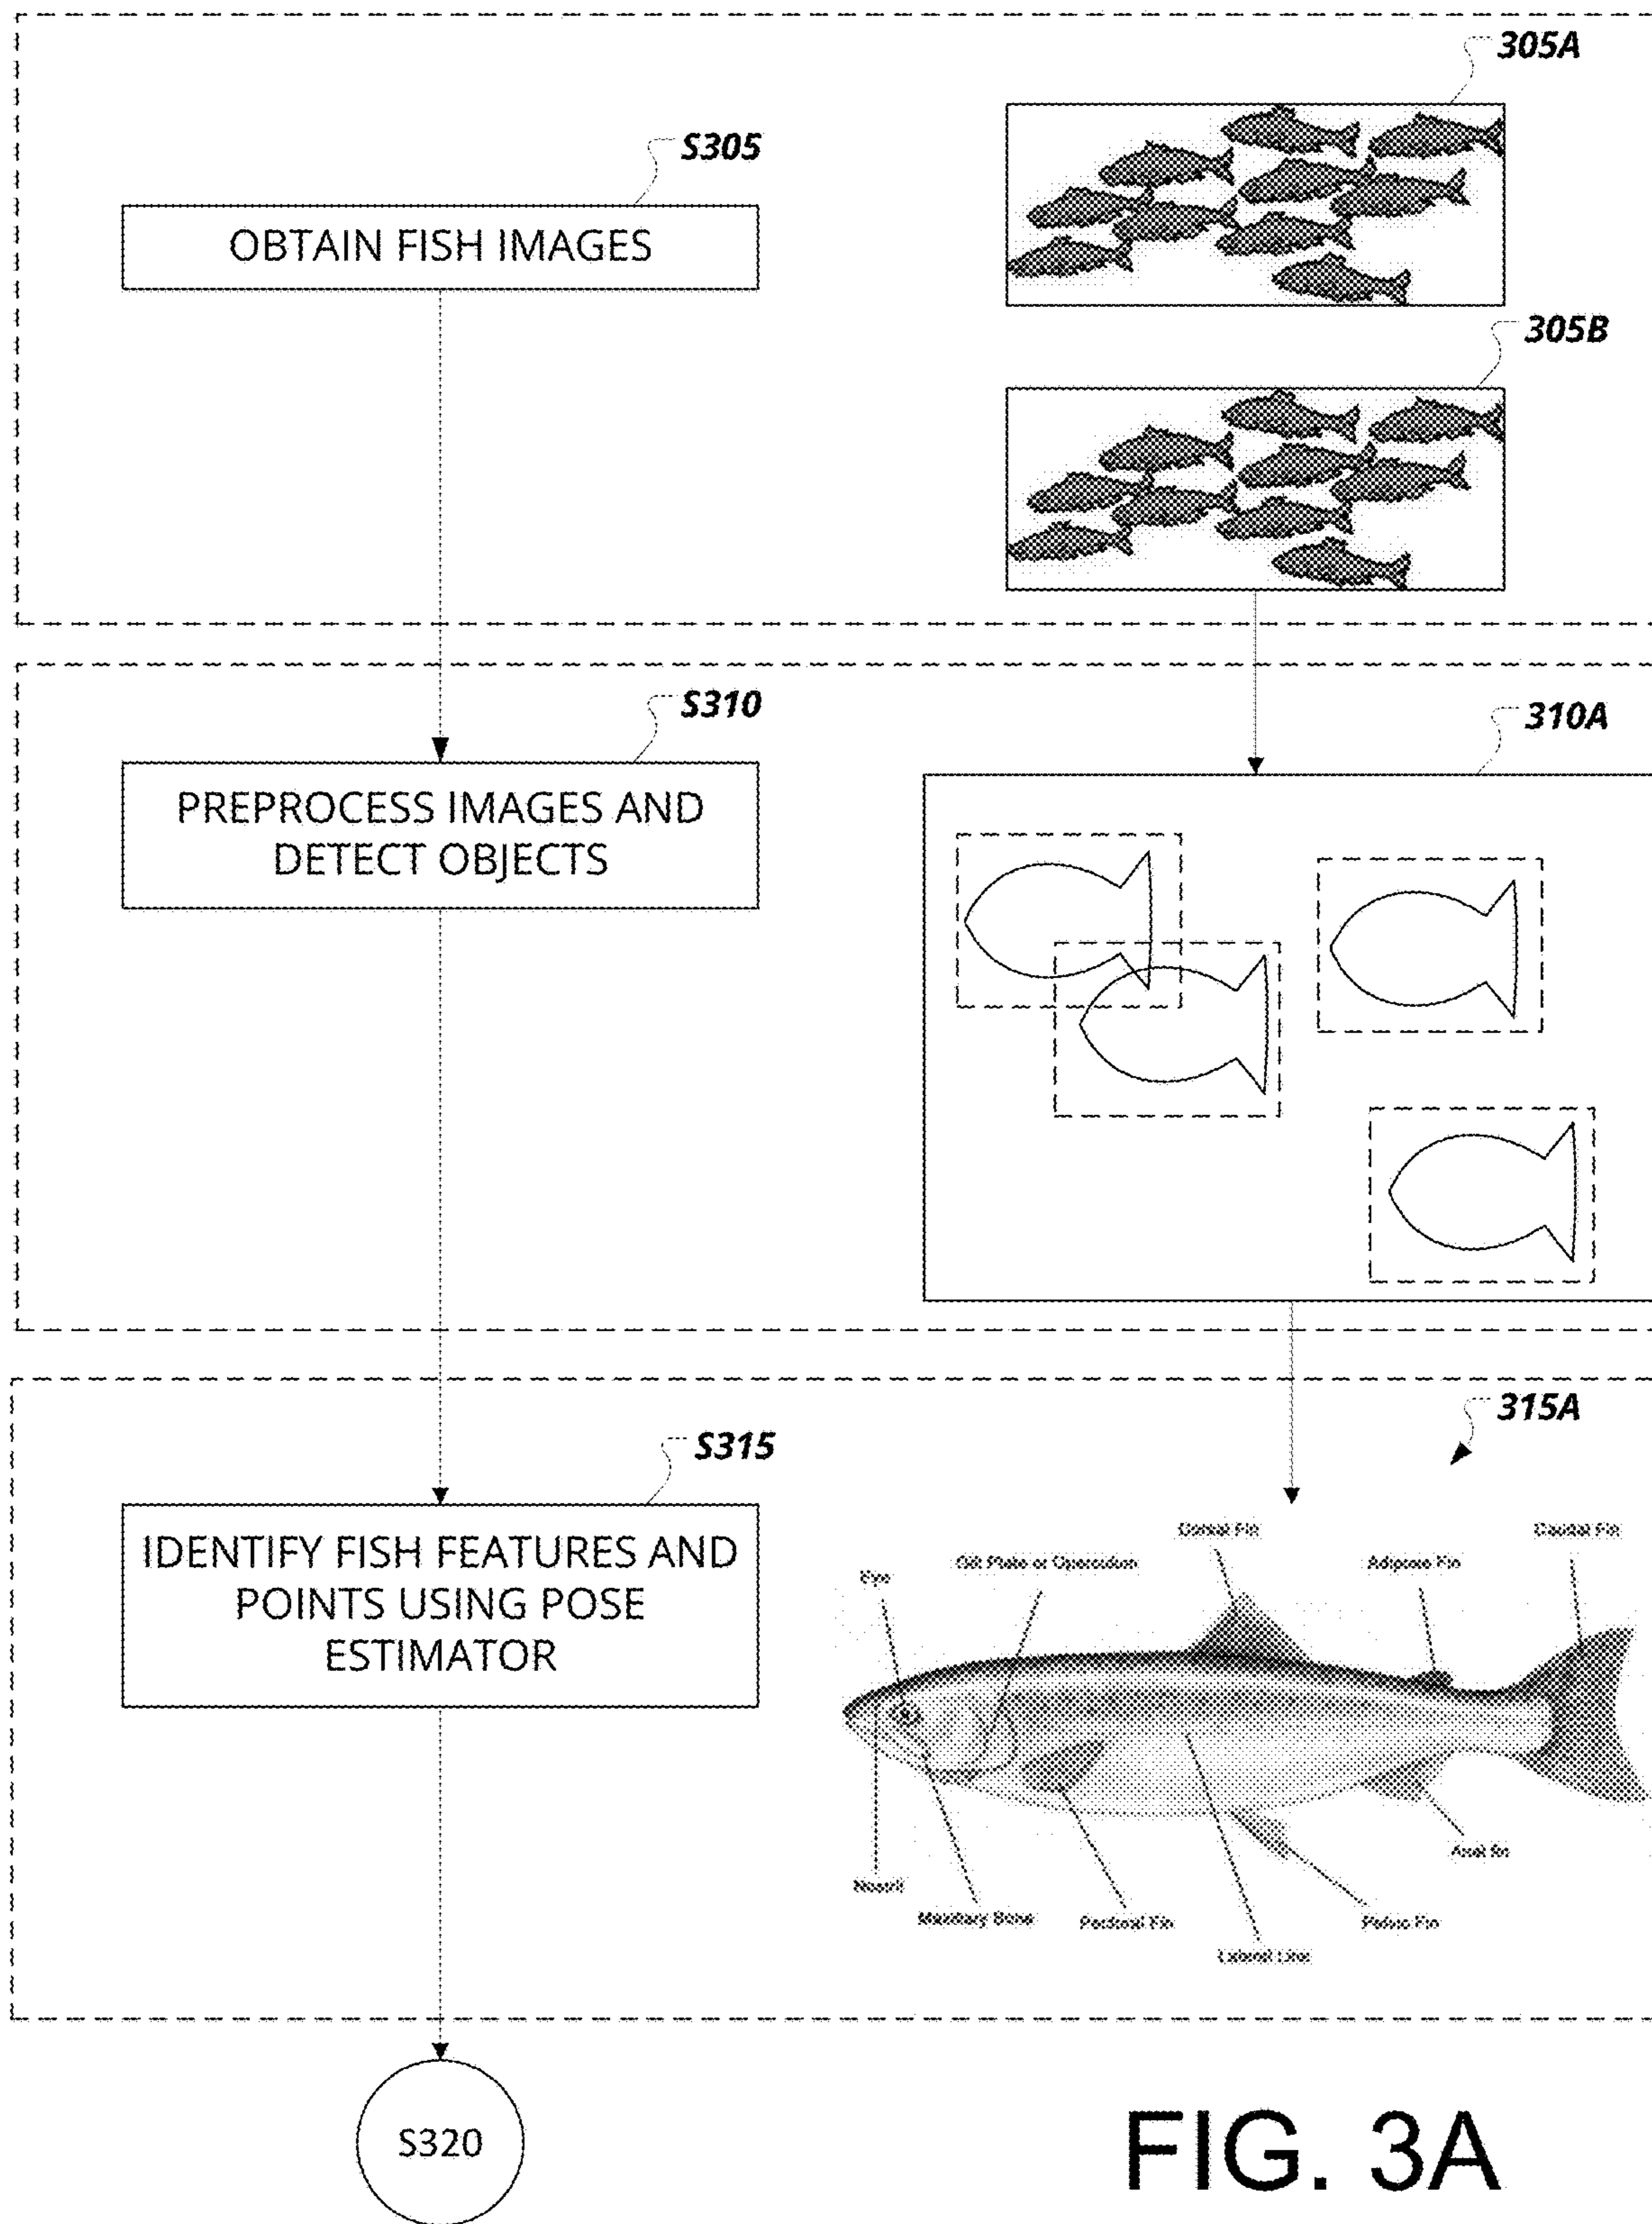 305A
S305
OBTAIN FISH IMAGES
305B
S310
310A
PREPROCESS IMAGES AND
DETECT OBJECTS
315A
S315
IDENTIFY FISH FEATURES AND
POINTS USING POSE
ESTIMATOR
Dorsal Fin
Caudal Fin
Gill Plate or Operculum
Adipose Fin
Eye
Anal fin
Nostril
Maxillary Bone
Pectoral Fin
Pelvic Fin
Lateral Line
S320
FIG. 3A